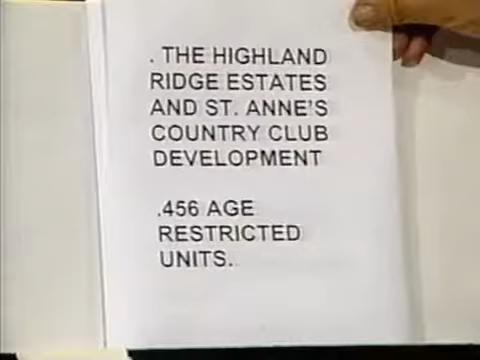 . THE HIGHLAND
RIDGE ESTATES
AND ST. ANNE'S
COUNTRY CLUB
DEVELOPMENT
.456 AGE
RESTRICTED
UNITS.